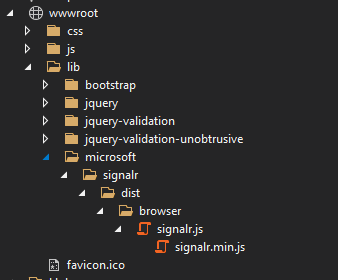 wwwroot
css
js
lib
bootstrap
jquery
jquery-validation
jquery-validation-unobtrusive
microsoft
signalr
dist
browser
signalr.js
signalr.min.js
favicon.ico